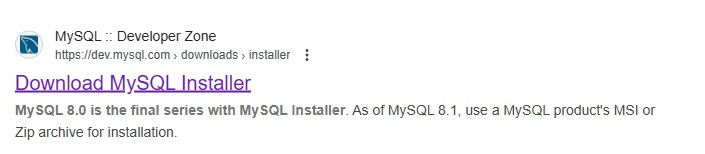 MySQL :: Developer Zone
https://dev.mysql.com › downloads › installer
Download MySQL Installer
MySQL 8.0 is the final series with MySQL Installer. As of MySQL 8.1, use a MySQL product's MSI or
Zip archive for installation.